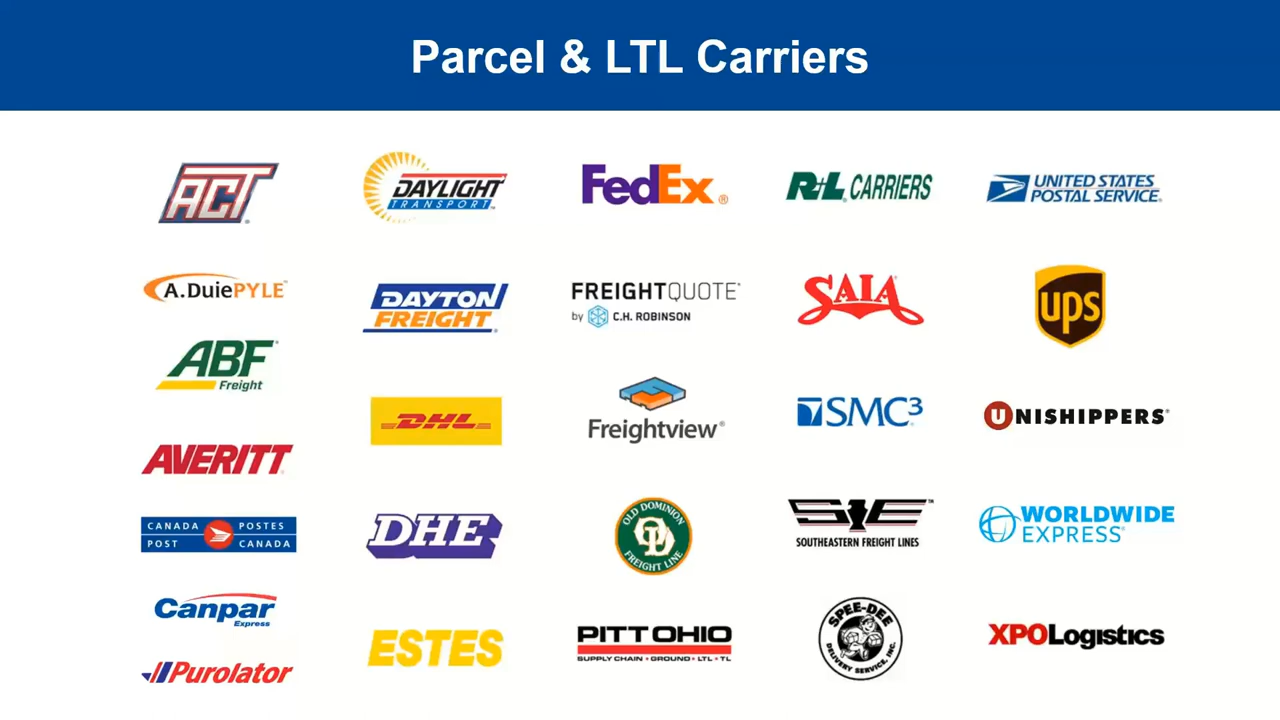 Parcel & LTL Carriers
ACT
A.DuiePYLE
ABF
Freight
AVERITT
CANADA POSTES
POST CANADA
Canpar
Express
Purolator
DAYLIGHT
TRANSPORT
DAYTON
FREIGHT
DHL
DHE
ESTES
FedEx
FREIGHTQUOTE
by C.H. ROBINSON
Freightview
OLD DOMINION
OD
FREIGHT LINE
PITT OHIO
SUPPLY CHAIN • GROUND • LTL • TL
R+L CARRIERS
SAIA
SMC³
SE
SOUTHEASTERN FREIGHT LINES
SPEE-DEE
DELIVERY SERVICE, INC.
UNITED STATES
POSTAL SERVICE
ups
UNISHIPPERS
WORLDWIDE
EXPRESS
XPOLogistics